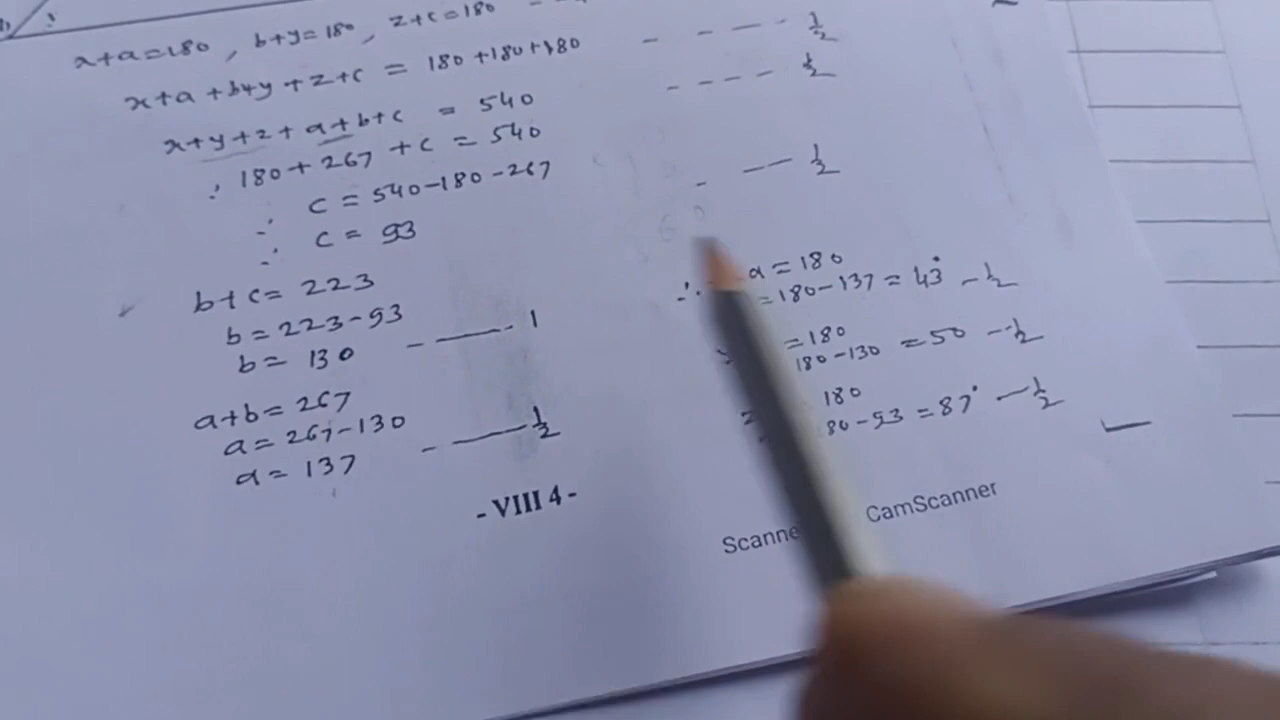 x+a=180, b+y=180, z+c=180 - -
x+a+b+y+z+c = 180+180+180 - - - - ½
x+y+z+a+b+c = 540 - - - - ½
∴ 180+267+c = 540
∴ c = 540-180-267 - - - ½
∴ c = 93
b+c= 223
b= 223-93
b= 130 - - - 1
a+b= 267
a= 267-130
a= 137 - - - ½
∴ a = 180
=180-137 = 43° - ½
=180
180-130 = 50 - - ½
z 180
80-93 = 87° - ½
- VIII 4 -
CamScanner